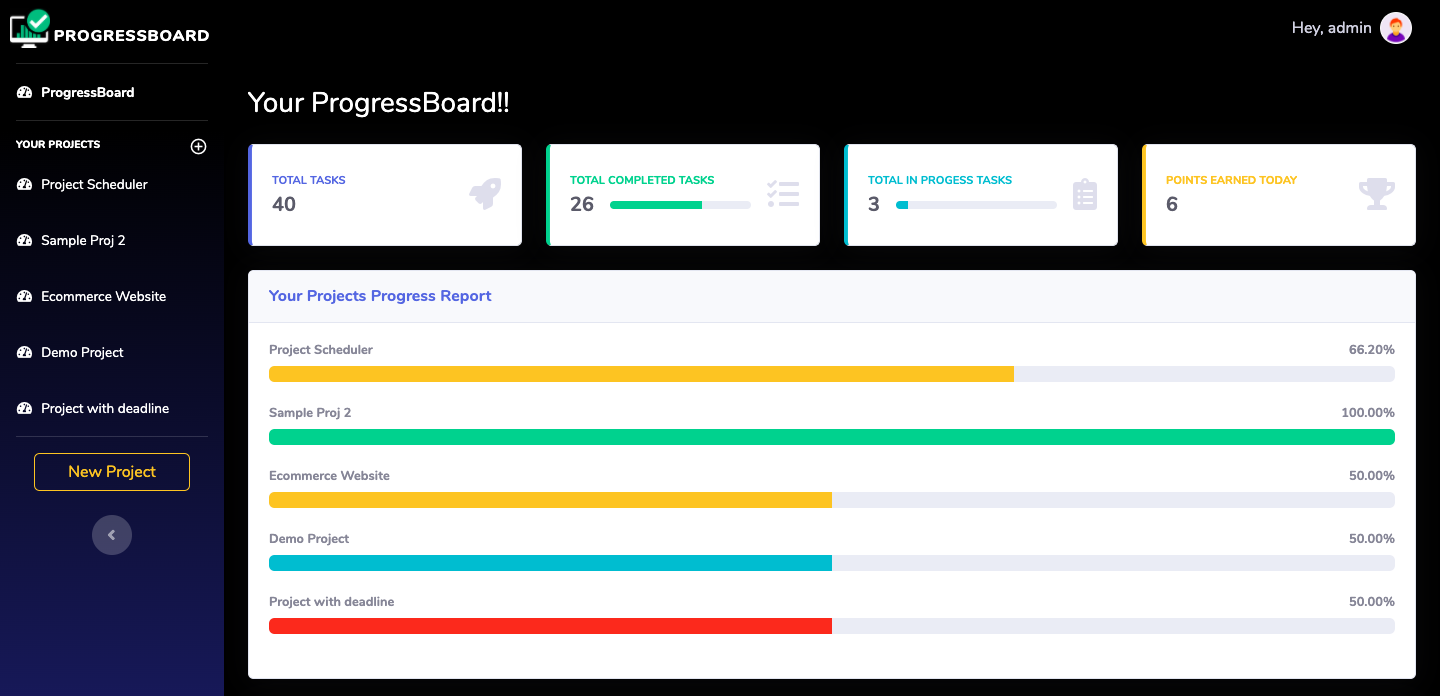 PROGRESSBOARD
Hey, admin
ProgressBoard
YOUR PROJECTS
Project Scheduler
Sample Proj 2
Ecommerce Website
Demo Project
Project with deadline
New Project
Your ProgressBoard!!
TOTAL TASKS
40
TOTAL COMPLETED TASKS
26
TOTAL IN PROGESS TASKS
3
POINTS EARNED TODAY
6
Your Projects Progress Report
Project Scheduler 66.20%
Sample Proj 2 100.00%
Ecommerce Website 50.00%
Demo Project 50.00%
Project with deadline 50.00%